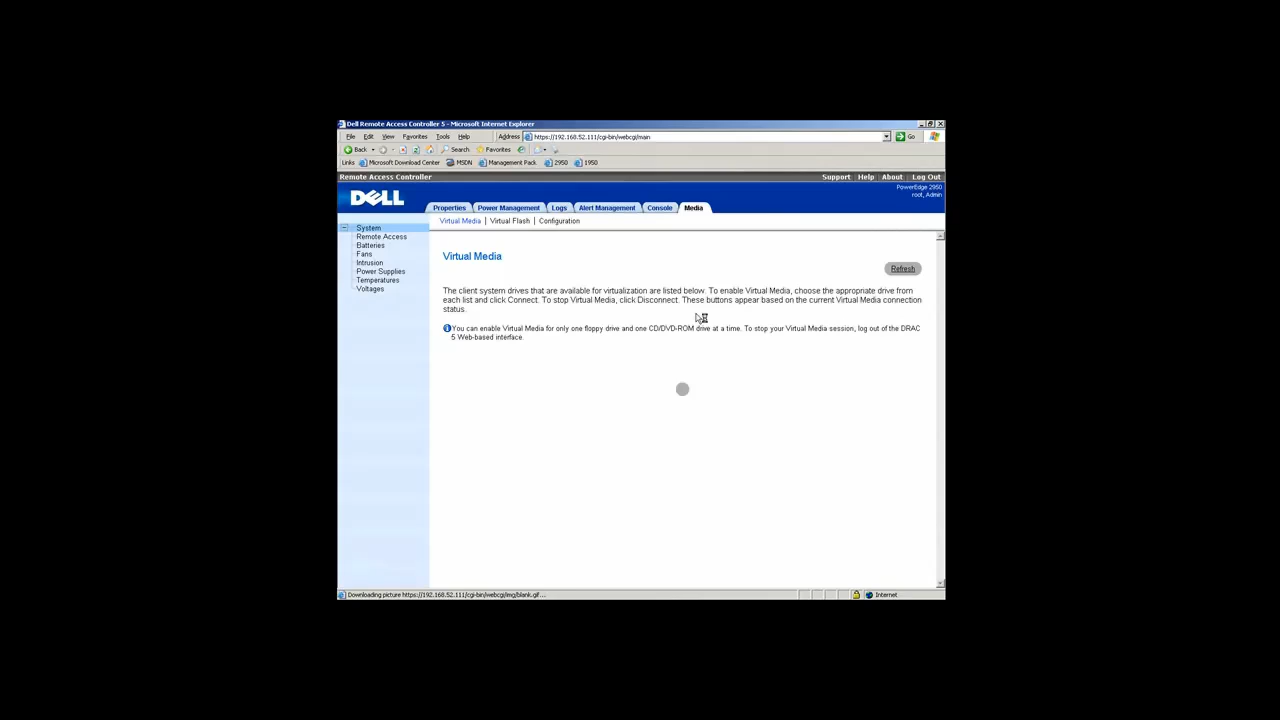 Dell Remote Access Controller 5 - Microsoft Internet Explorer
File Edit View Favorites Tools Help Address https://192.168.52.111/cgi-bin/webcgi/main Go
Back Search Favorites
Links Microsoft Download Center MSDN Management Pack 2950 1950
Remote Access Controller Support Help About Log Out
DELL
PowerEdge 2950
root, Admin
Properties Power Management Logs Alert Management Console Media
Virtual Media | Virtual Flash | Configuration
System
Remote Access
Batteries
Fans
Intrusion
Power Supplies
Temperatures
Voltages
Virtual Media
Refresh
The client system drives that are available for virtualization are listed below. To enable Virtual Media, choose the appropriate drive from
each list and click Connect. To stop Virtual Media, click Disconnect. These buttons appear based on the current Virtual Media connection
status.
You can enable Virtual Media for only one floppy drive and one CD/DVD-ROM drive at a time. To stop your Virtual Media session, log out of the DRAC
5 Web-based interface.
Downloading picture https://192.168.52.111/cgi-bin/webcgi/img/blank.gif... Internet